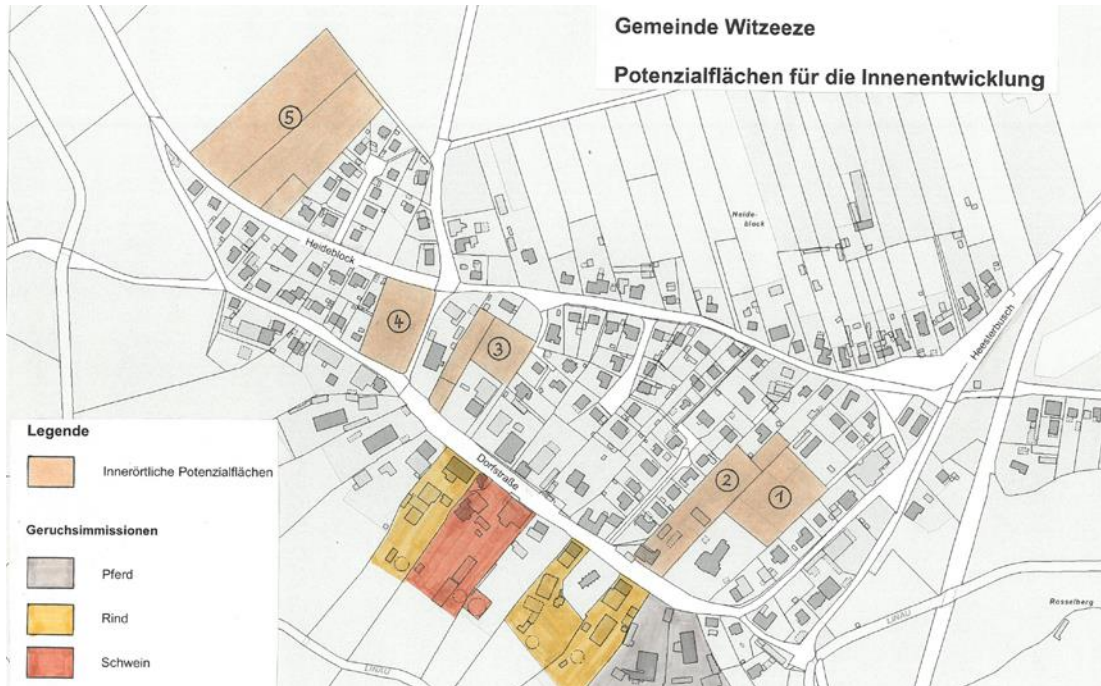 Gemeinde Witzeeze
Potenzialflächen für die Innenentwicklung
5
Heideblock
Heide-
block
4
3
Heesterbusch
Dorfstraße
2
1
Rosselberg
LINAU
LINAU
Legende
Innerörtliche Potenzialflächen
Geruchsimmissionen
Pferd
Rind
Schwein